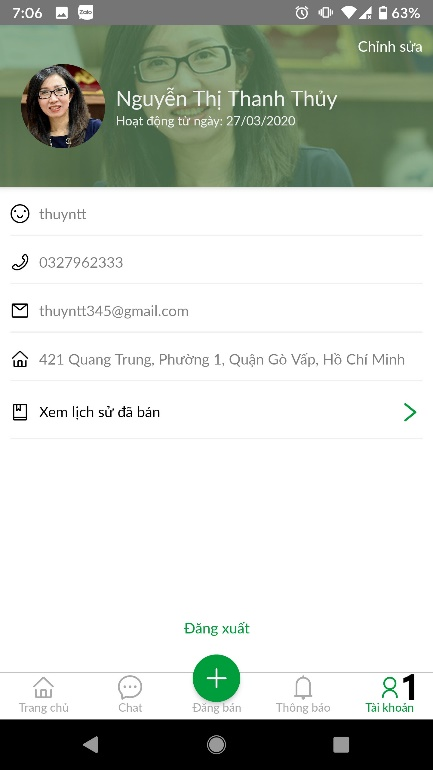 7:06
Zalo
63%
Chỉnh sửa
Nguyễn Thị Thanh Thủy
Hoạt động từ ngày: 27/03/2020
thuyntt
0327962333
thuyntt345@gmail.com
421 Quang Trung, Phường 1, Quận Gò Vấp, Hồ Chí Minh
Xem lịch sử đã bán
Đăng xuất
Trang chủ
Chat
Đăng bán
Thông báo
Tài khoản
1